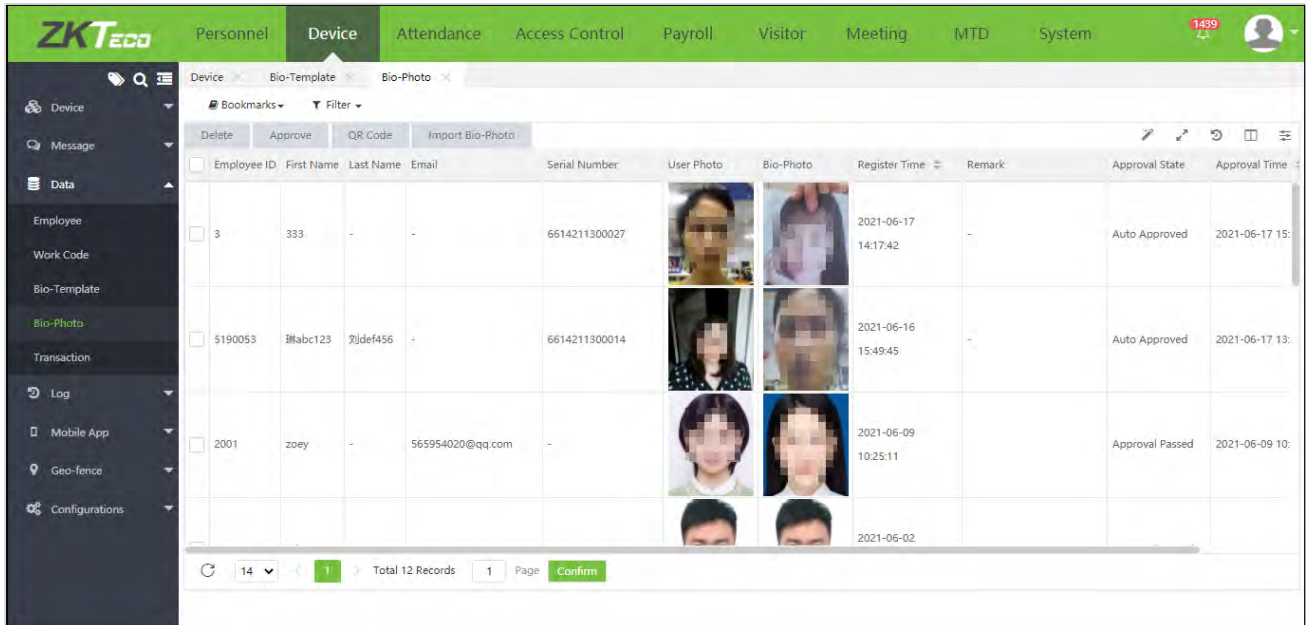 ZKTeco
Personnel Device Attendance Access Control Payroll Visitor Meeting MTD System 1439
Device Bio-Template Bio-Photo
Bookmarks Filter
Delete Approve QR Code Import Bio-Photo
Employee ID First Name Last Name Email Serial Number User Photo Bio-Photo Register Time Remark Approval State Approval Time
3 333 - - 6614211300027 2021-06-17 14:17:42 - Auto Approved 2021-06-17 15:
5190053 琳abc123 刘def456 - 6614211300014 2021-06-16 15:49:45 - Auto Approved 2021-06-17 13:
2001 zoey - 565954020@qq.com - 2021-06-09 10:25:11 Approval Passed 2021-06-09 10:
2021-06-02
14 1 Total 12 Records 1 Page Confirm
Device
Message
Data
Employee
Work Code
Bio-Template
Bio-Photo
Transaction
Log
Mobile App
Geo-fence
Configurations